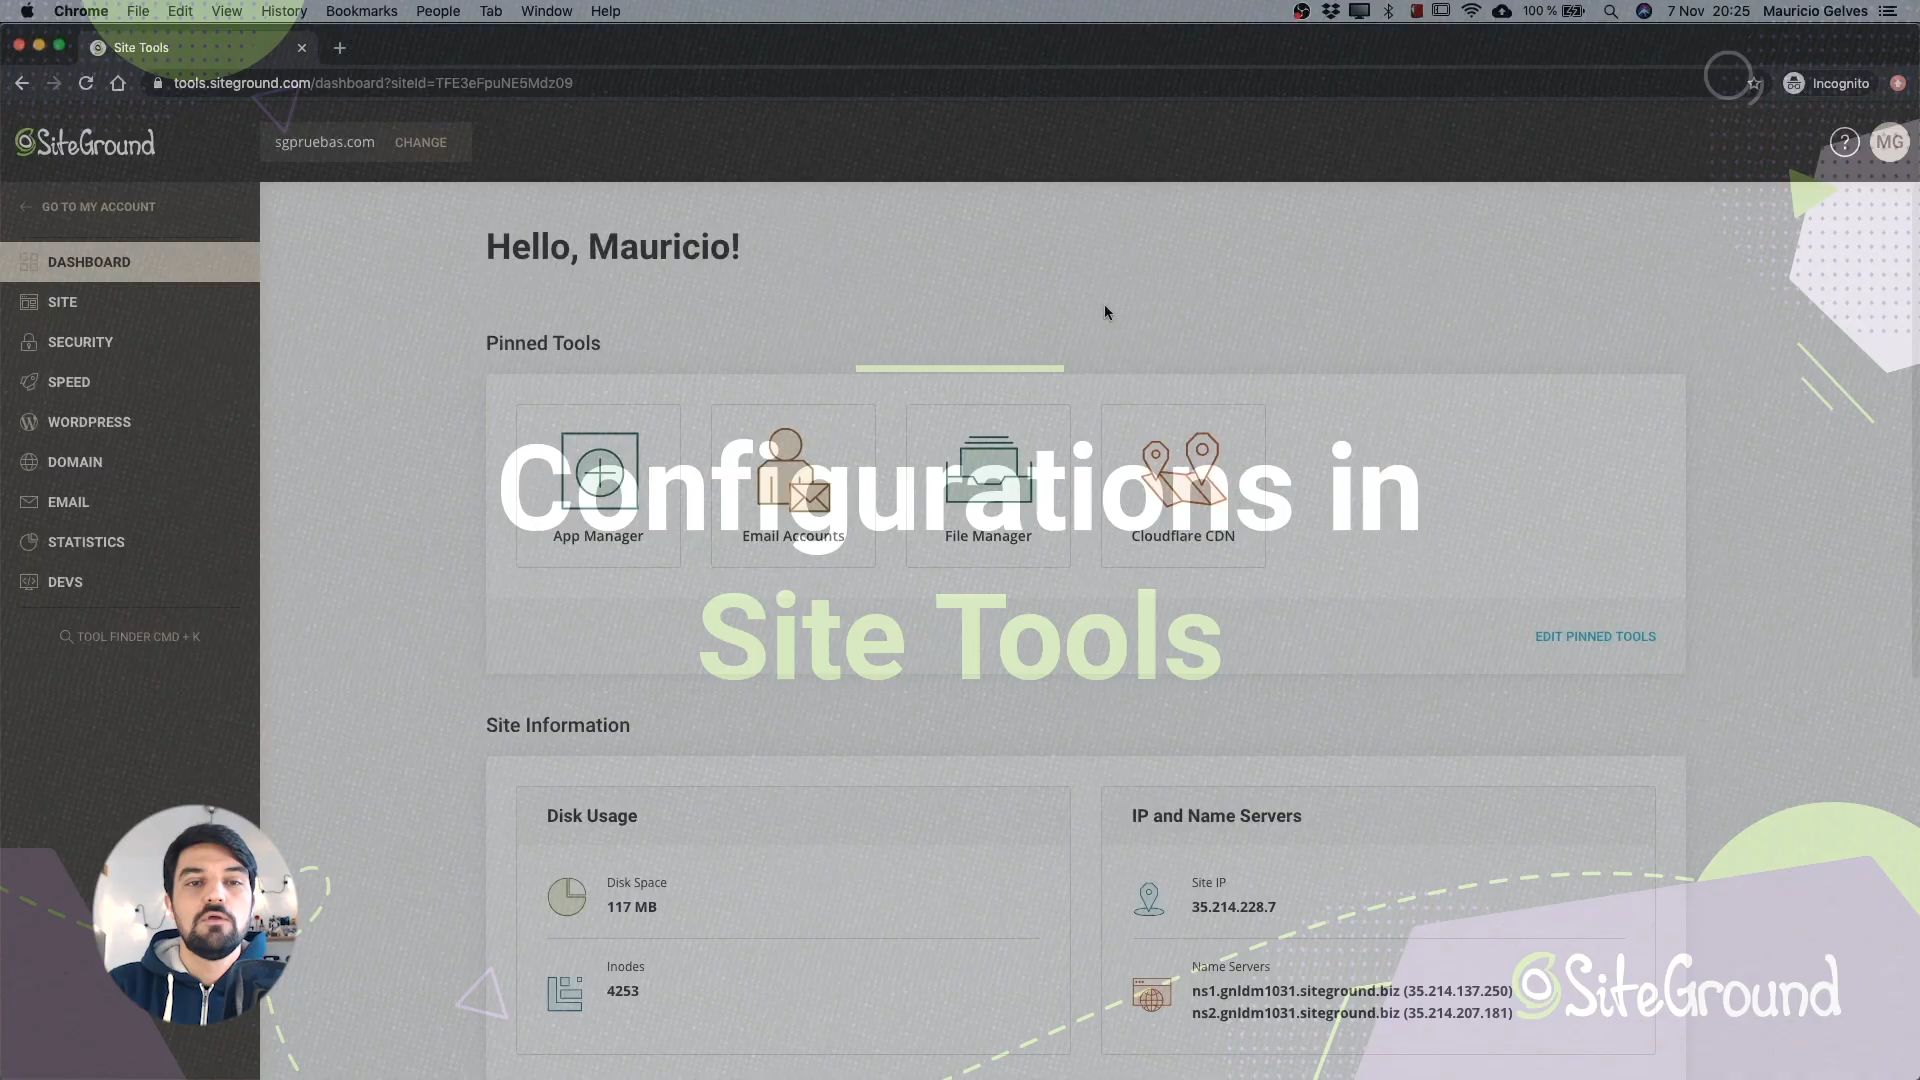 Chrome File Edit View History Bookmarks People Tab Window Help
100 % 7 Nov 20:25 Mauricio Gelves
Site Tools
tools.siteground.com/dashboard?siteId=TFE3eFpuNE5Mdz09
Incognito
SiteGround
sgpruebas.com CHANGE
?
MG
GO TO MY ACCOUNT
DASHBOARD
SITE
SECURITY
SPEED
WORDPRESS
DOMAIN
EMAIL
STATISTICS
DEVS
TOOL FINDER CMD + K
Hello, Mauricio!
Pinned Tools
Configurations in
Site Tools
App Manager
Email Accounts
File Manager
Cloudflare CDN
EDIT PINNED TOOLS
Site Information
Disk Usage
Disk Space
117 MB
Inodes
4253
IP and Name Servers
Site IP
35.214.228.7
Name Servers
ns1.gnldm1031.siteground.biz (35.214.137.250)
ns2.gnldm1031.siteground.biz (35.214.207.181)
SiteGround